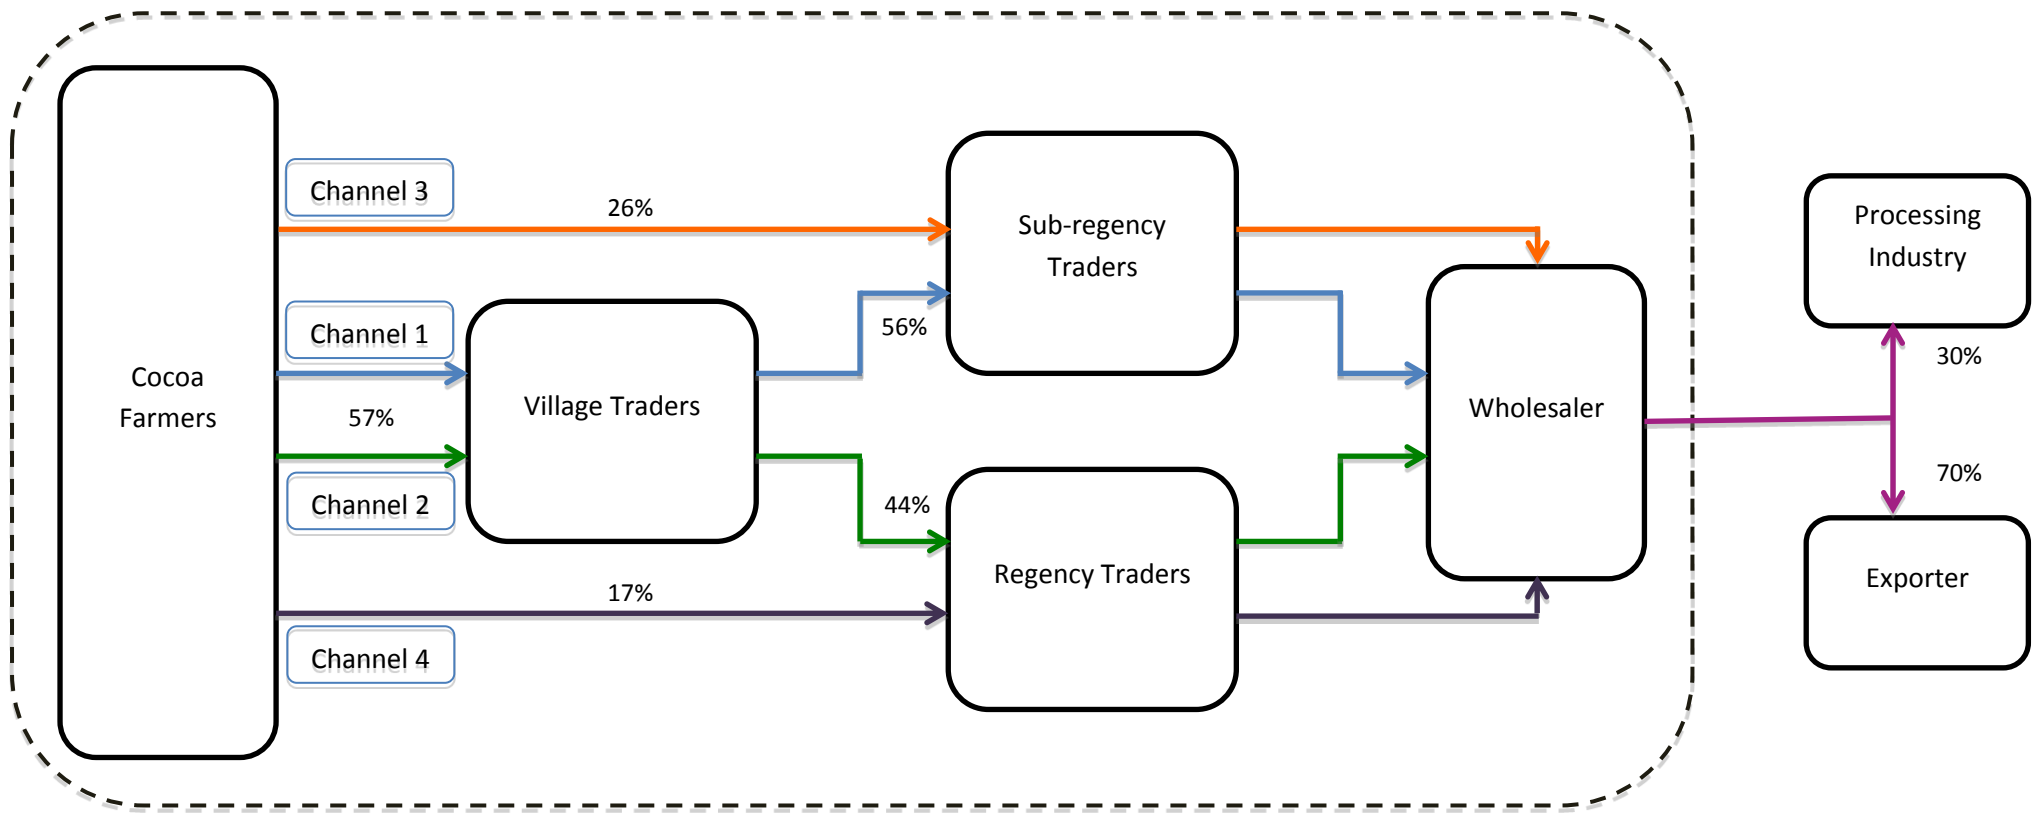 Channel 3
26%
Sub-regency
Traders
Processing
Industry
Channel 1
56%
30%
Cocoa
Farmers
57%
Village Traders
Wholesaler
Channel 2
44%
70%
17%
Regency Traders
Exporter
Channel 4